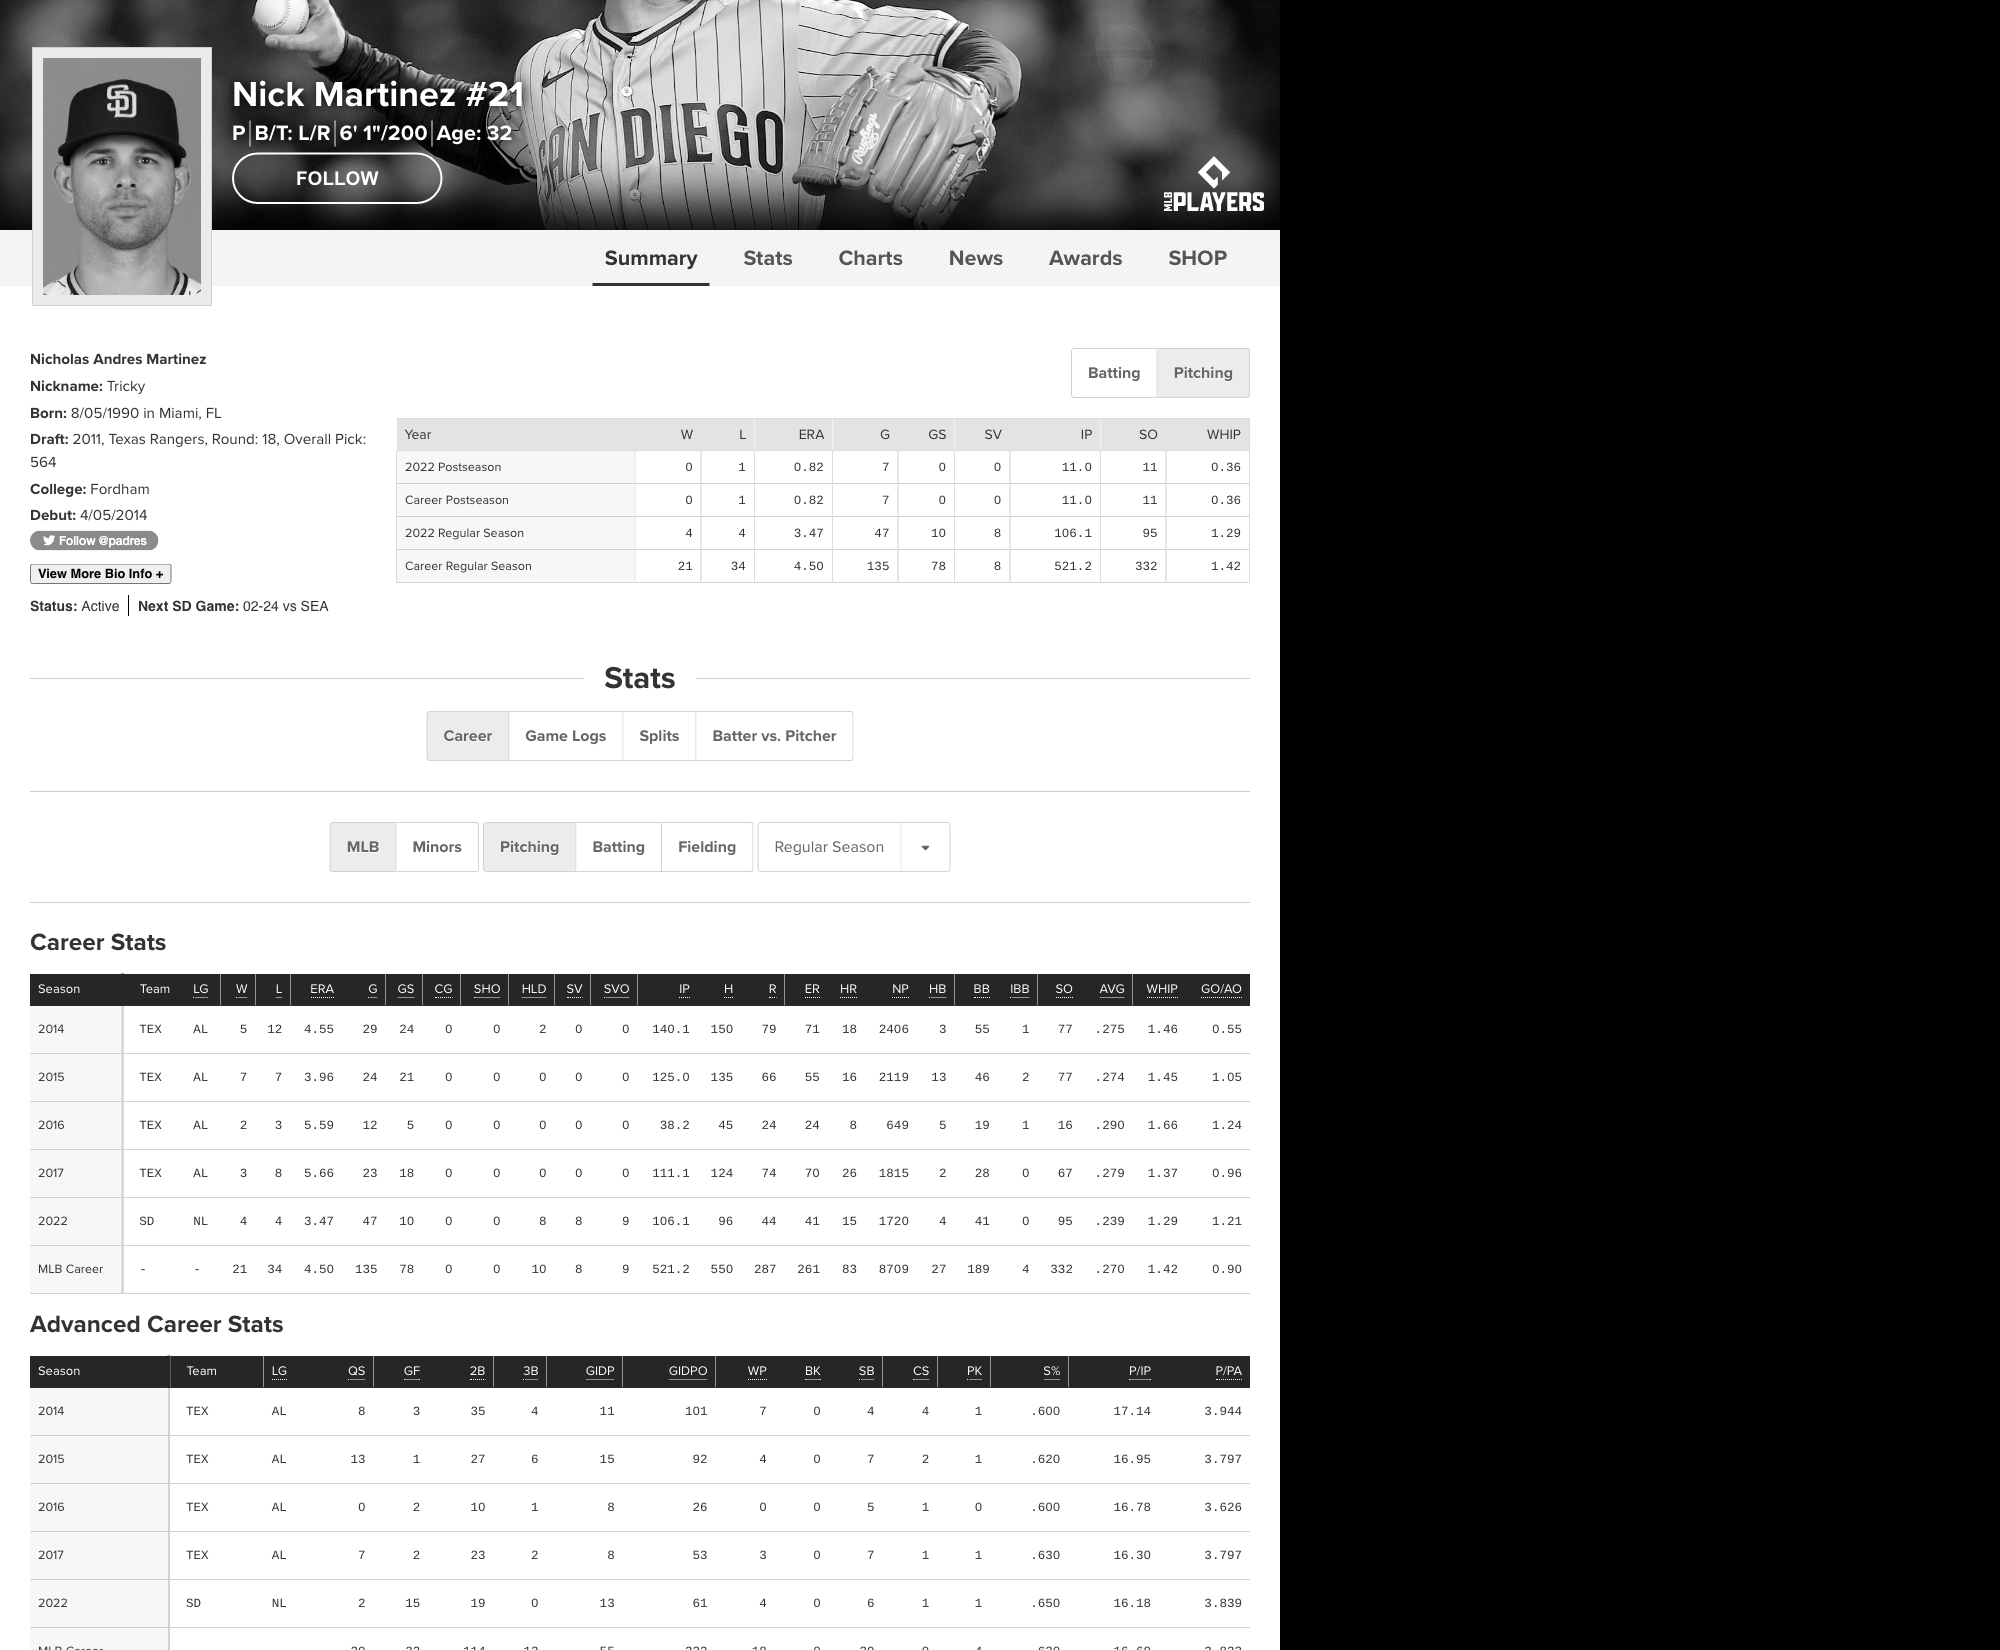 SD
SAN DIEGO
Rawlings
Nick Martinez #21
P B/T: L/R 6' 1"/200 Age: 32
FOLLOW
MLB PLAYERS
Summary Stats Charts News Awards SHOP
Nicholas Andres Martinez
Nickname: Tricky
Born: 8/05/1990 in Miami, FL
Draft: 2011, Texas Rangers, Round: 18, Overall Pick:
564
College: Fordham
Debut: 4/05/2014
Follow @padres
View More Bio Info +
Status: Active Next SD Game: 02-24 vs SEA
Batting Pitching
Year W L ERA G GS SV IP SO WHIP
2022 Postseason 0 1 0.82 7 0 0 11.0 11 0.36
Career Postseason 0 1 0.82 7 0 0 11.0 11 0.36
2022 Regular Season 4 4 3.47 47 10 8 106.1 95 1.29
Career Regular Season 21 34 4.50 135 78 8 521.2 332 1.42
Stats
Career Game Logs Splits Batter vs. Pitcher
MLB Minors Pitching Batting Fielding Regular Season
Career Stats
Season Team LG W L ERA G GS CG SHO HLD SV SVO IP H R ER HR NP HB BB IBB SO AVG WHIP GO/AO
2014 TEX AL 5 12 4.55 29 24 0 0 2 0 0 140.1 150 79 71 18 2406 3 55 1 77 .275 1.46 0.55
2015 TEX AL 7 7 3.96 24 21 0 0 0 0 0 125.0 135 66 55 16 2119 13 46 2 77 .274 1.45 1.05
2016 TEX AL 2 3 5.59 12 5 0 0 0 0 0 38.2 45 24 24 8 649 5 19 1 16 .290 1.66 1.24
2017 TEX AL 3 8 5.66 23 18 0 0 0 0 0 111.1 124 74 70 26 1815 2 28 0 67 .279 1.37 0.96
2022 SD NL 4 4 3.47 47 10 0 0 8 8 9 106.1 96 44 41 15 1720 4 41 0 95 .239 1.29 1.21
MLB Career - - 21 34 4.50 135 78 0 0 10 8 9 521.2 550 287 261 83 8709 27 189 4 332 .270 1.42 0.90
Advanced Career Stats
Season Team LG QS GF 2B 3B GIDP GIDPO WP BK SB CS PK S% P/IP P/PA
2014 TEX AL 8 3 35 4 11 101 7 0 4 4 1 .600 17.14 3.944
2015 TEX AL 13 1 27 6 15 92 4 0 7 2 1 .620 16.95 3.797
2016 TEX AL 0 2 10 1 8 26 0 0 5 1 0 .600 16.78 3.626
2017 TEX AL 7 2 23 2 8 53 3 0 7 1 1 .630 16.30 3.797
2022 SD NL 2 15 19 0 13 61 4 0 6 1 1 .650 16.18 3.839
MLB Career